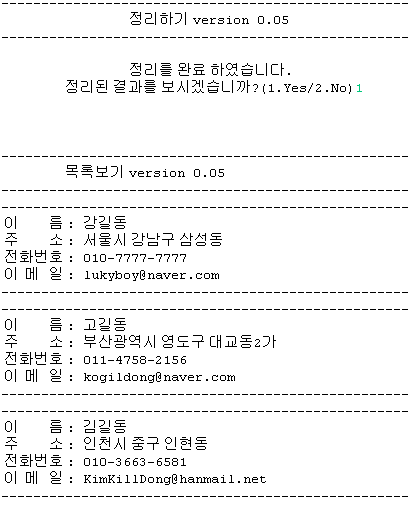 정리하기 version 0.05
정리를 완료 하였습니다.
정리된 결과를 보시겠습니까?(1.Yes/2.No)1
목록보기 version 0.05
이 름 : 강길동
주 소 : 서울시 강남구 삼성동
전화번호 : 010-7777-7777
이 메 일 : lukyboy@naver.com
이 름 : 고길동
주 소 : 부산광역시 영도구 대교동2가
전화번호 : 011-4758-2156
이 메 일 : kogildong@naver.com
이 름 : 김길동
주 소 : 인천시 중구 인현동
전화번호 : 010-3663-6581
이 메 일 : KimKillDong@hanmail.net